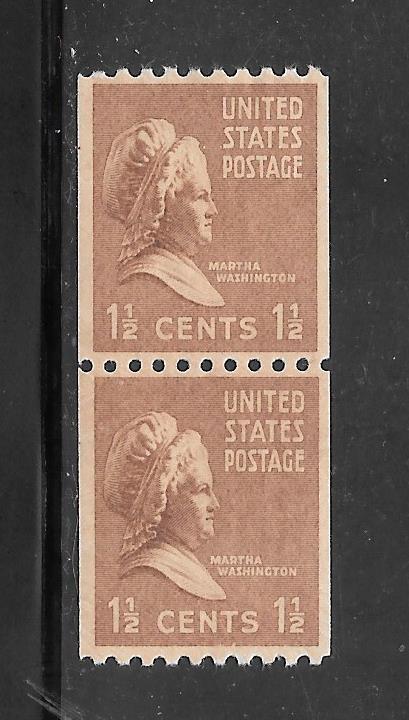 UNITED
STATES
POSTAGE
MARTHA
WASHINGTON
1½ CENTS 1½
UNITED
STATES
POSTAGE
MARTHA
WASHINGTON
1½ CENTS 1½